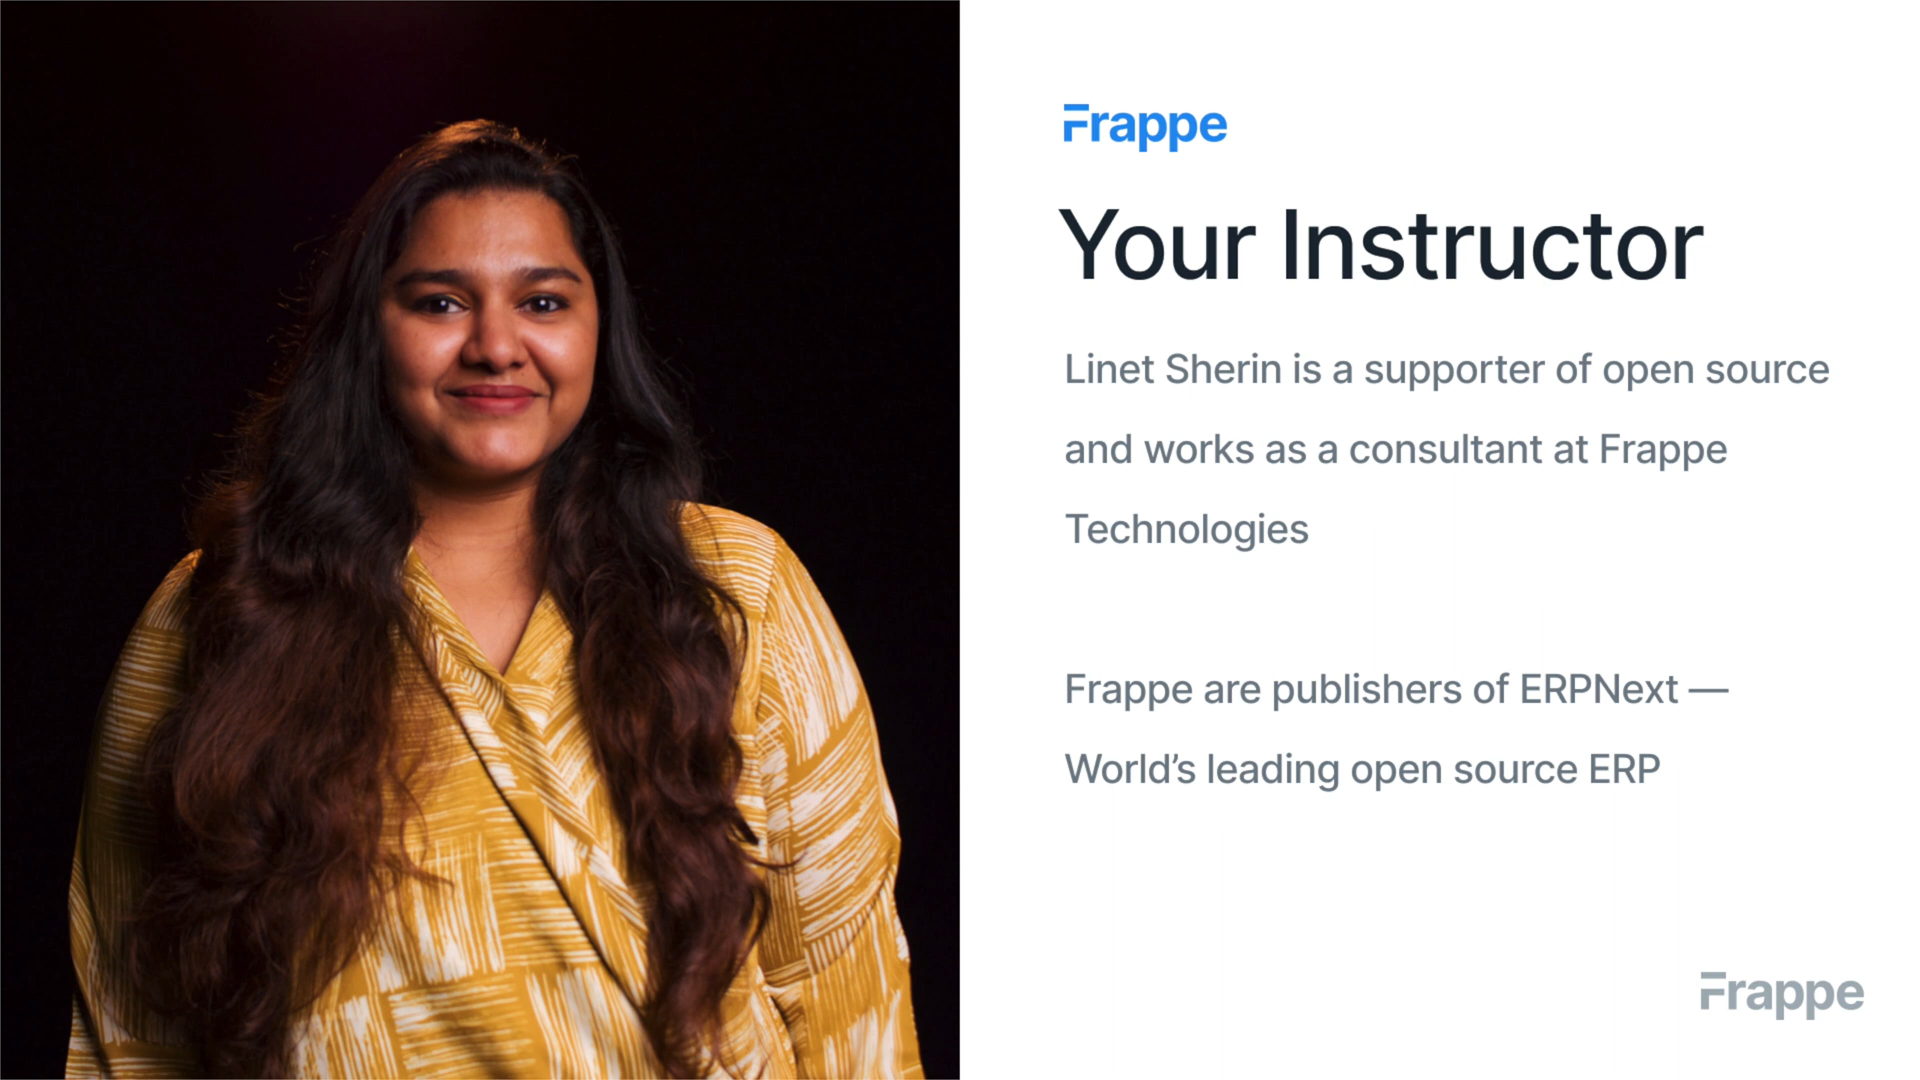 Frappe
Your Instructor
Linet Sherin is a supporter of open source
and works as a consultant at Frappe
Technologies
Frappe are publishers of ERPNext —
World’s leading open source ERP
Frappe